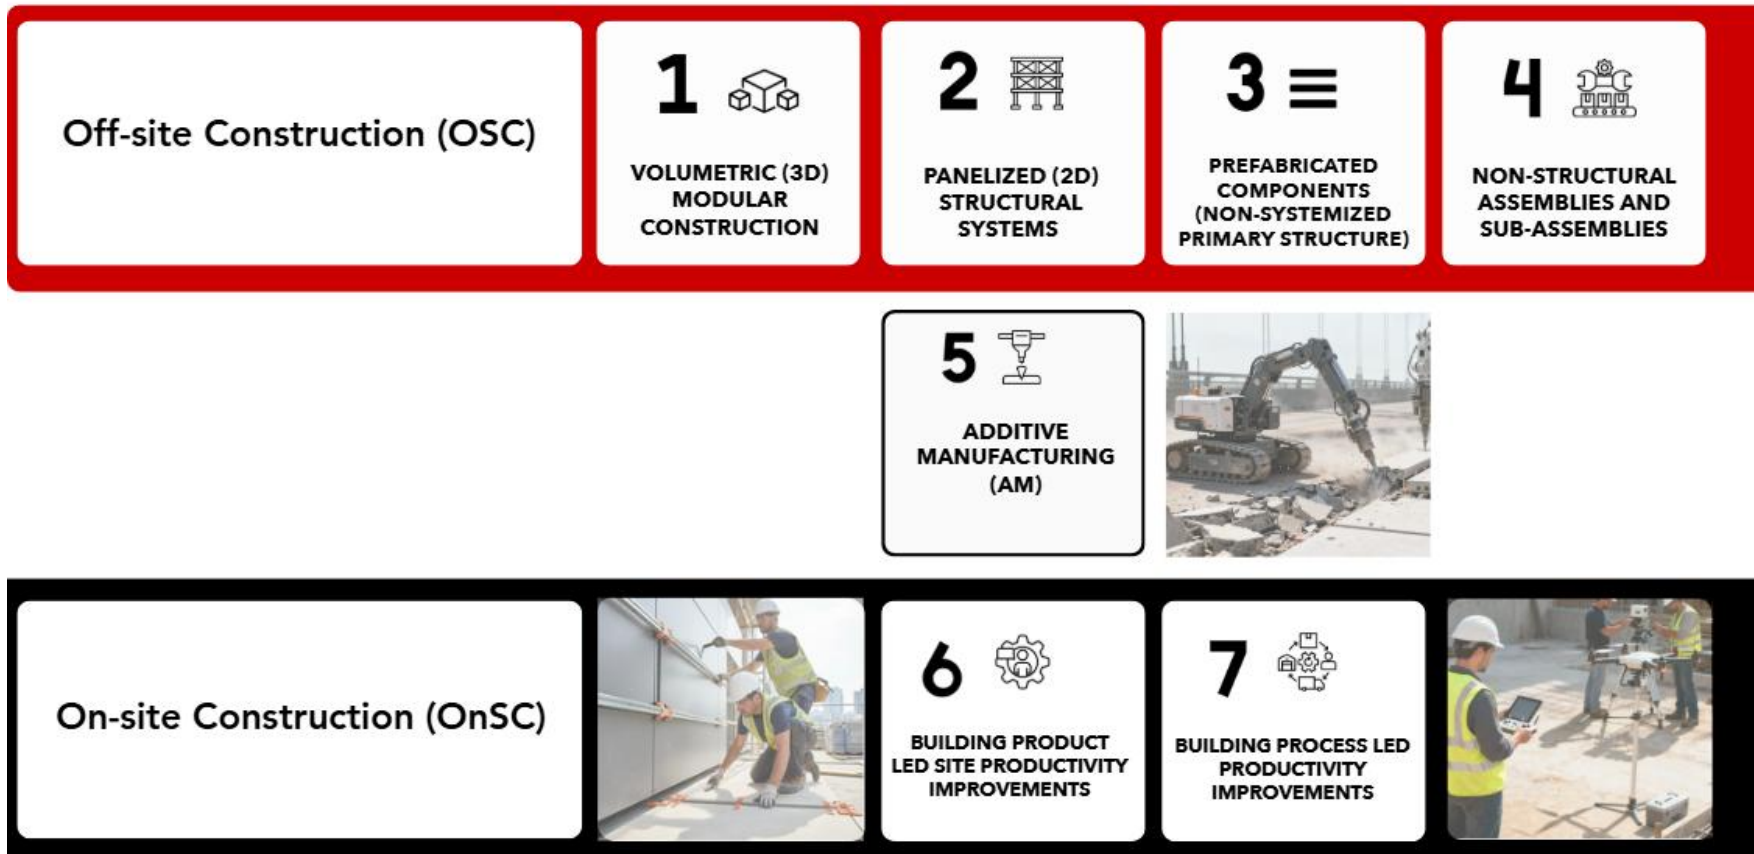 Off-site Construction (OSC)
1
VOLUMETRIC (3D)
MODULAR
CONSTRUCTION
2
PANELIZED (2D)
STRUCTURAL
SYSTEMS
3
PREFABRICATED
COMPONENTS
(NON-SYSTEMIZED
PRIMARY STRUCTURE)
4
NON-STRUCTURAL
ASSEMBLIES AND
SUB-ASSEMBLIES
5
ADDITIVE
MANUFACTURING
(AM)
On-site Construction (OnSC)
6
BUILDING PRODUCT
LED SITE PRODUCTIVITY
IMPROVEMENTS
7
BUILDING PROCESS LED
PRODUCTIVITY
IMPROVEMENTS